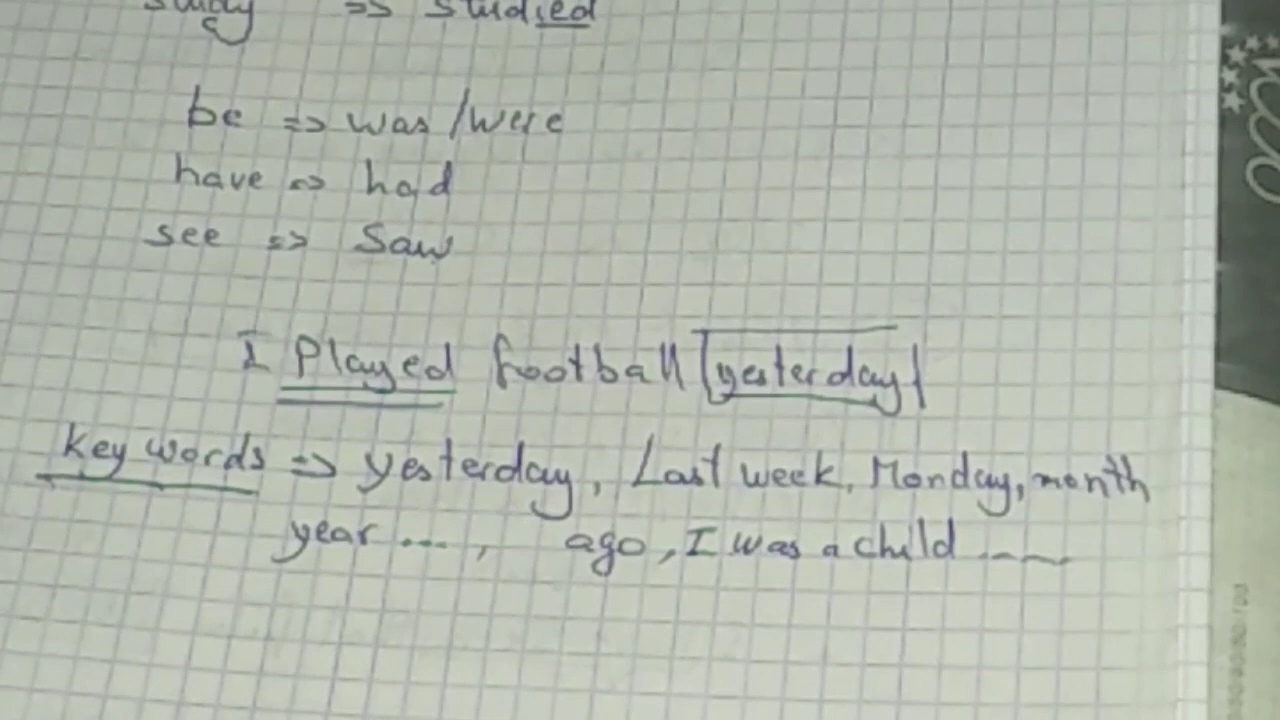 study => studied
be => was/were
have => had
see => Saw
I Played football yesterday
key words => yesterday, Last week, Monday, month
year ...., ago, I was a child ....